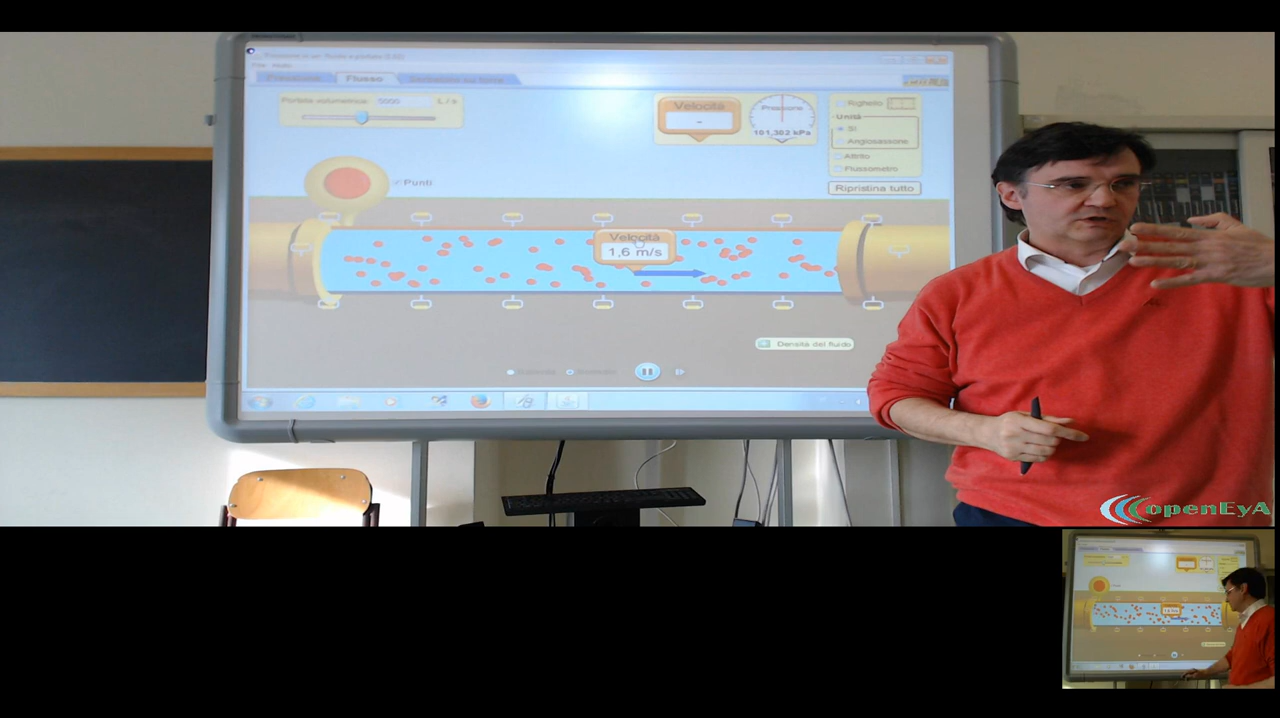 Flusso
Portata volumetrica: 5000 L / s
Velocità
-
Pressione
101,302 kPa
Righello
Unità
SI
Anglosassone
Attrito
Flussometro
Ripristina tutto
Punti
Velocità
1,6 m/s
Densità del fluido
openEyA